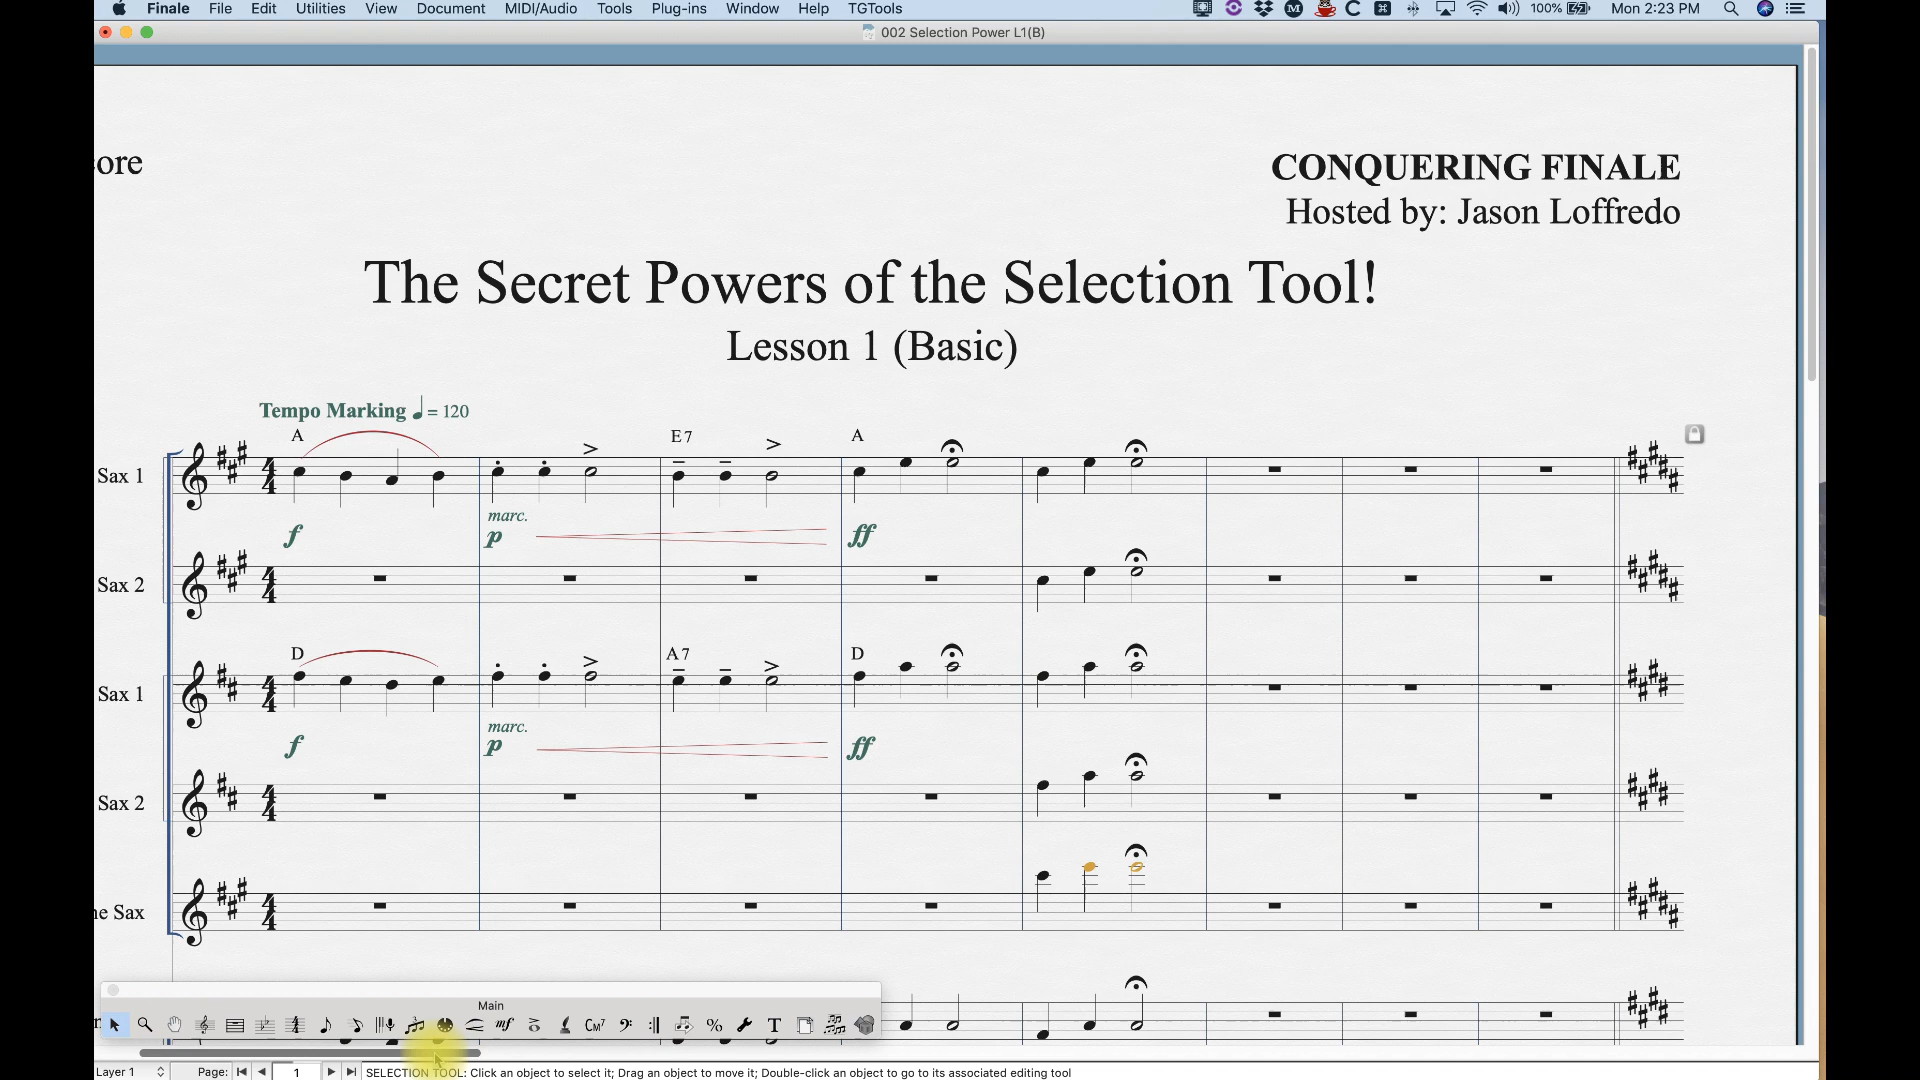 Finale File Edit Utilities View Document MIDI/Audio Tools Plug-ins Window Help TGTools 100% Mon 2:23 PM
002 Selection Power L1(B)
core
CONQUERING FINALE
Hosted by: Jason Loffredo
The Secret Powers of the Selection Tool!
Lesson 1 (Basic)
Tempo Marking ♩= 120
A E7 A
Sax 1
marc.
f p ff
Sax 2
D A7 D
Sax 1
marc.
f p ff
Sax 2
ne Sax
Main
mf CM7 % T
Layer 1 Page: 1 SELECTION TOOL: Click an object to select it; Drag an object to move it; Double-click an object to go to its associated editing tool